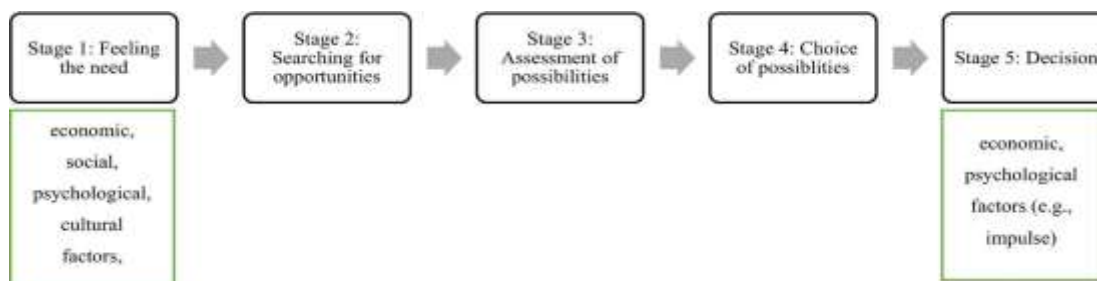 Stage 1: Feeling
the need
Stage 2:
Searching for
opportunities
Stage 3:
Assessment of
possibilities
Stage 4: Choice
of possiblities
Stage 5: Decision
economic,
social,
psychological,
cultural
factors,
economic,
psychological
factors (e.g.,
impulse)